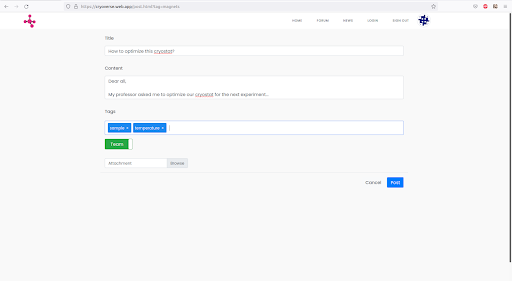 https://cryoverse.web.app/post.html?tag=magnets
HOME FORUM NEWS LOGIN SIGN OUT
Title
How to optimize this cryostat?
Content
Dear all,
My professor asked me to optimize our cryostat for the next experiment...
Tags
sample × temperature ×
Team
Attachment Browse
Cancel Post